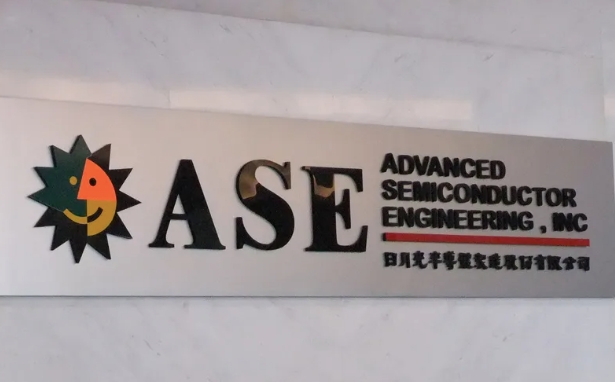 ASE
ADVANCED
SEMICONDUCTOR
ENGINEERING , INC
日月光半導體製造股份有限公司